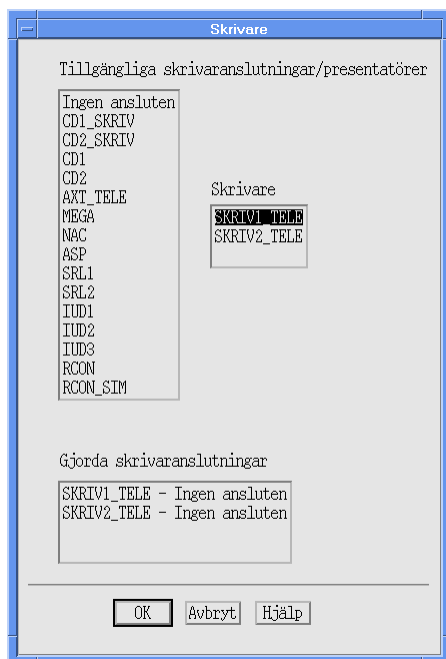 Skrivare
Tillgängliga skrivaranslutningar/presentatörer
Ingen ansluten
CD1_SKRIV
CD2_SKRIV
CD1
CD2
AXT_TELE
MEGA
NAC
ASP
SRL1
SRL2
IUD1
IUD2
IUD3
RCON
RCON_SIM
Skrivare
SKRIV1_TELE
SKRIV2_TELE
Gjorda skrivaranslutningar
SKRIV1_TELE - Ingen ansluten
SKRIV2_TELE - Ingen ansluten
OK Avbryt Hjälp